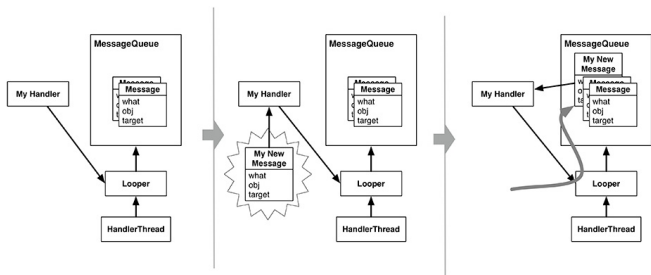 MessageQueue
Message
Message
what
obj
target
My Handler
Looper
HandlerThread
MessageQueue
Message
Message
what
obj
target
My Handler
My New
Message
what
obj
target
Looper
HandlerThread
MessageQueue
My New
Message
Message
what
obj
target
My Handler
Looper
HandlerThread